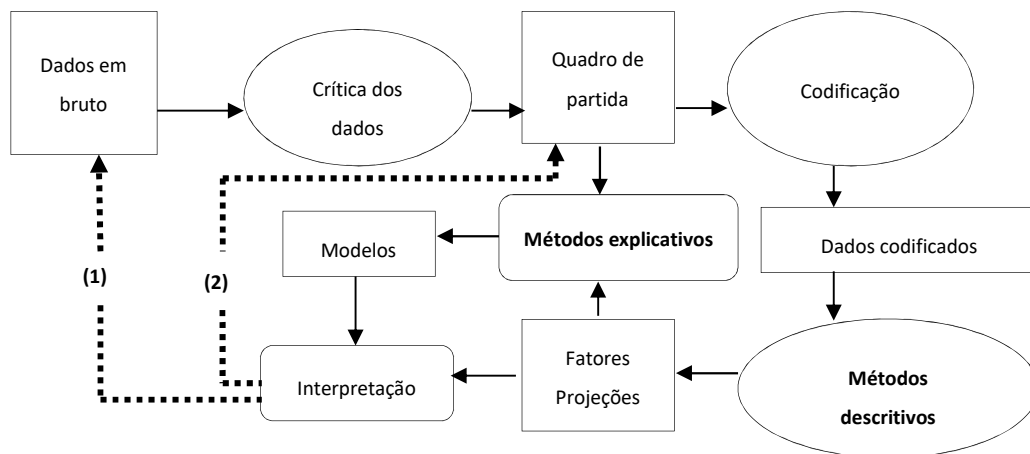 Dados em
bruto
Crítica dos
dados
Quadro de
partida
Codificação
Métodos explicativos
Modelos
Dados codificados
(1)
(2)
Interpretação
Fatores
Projeções
Métodos
descritivos